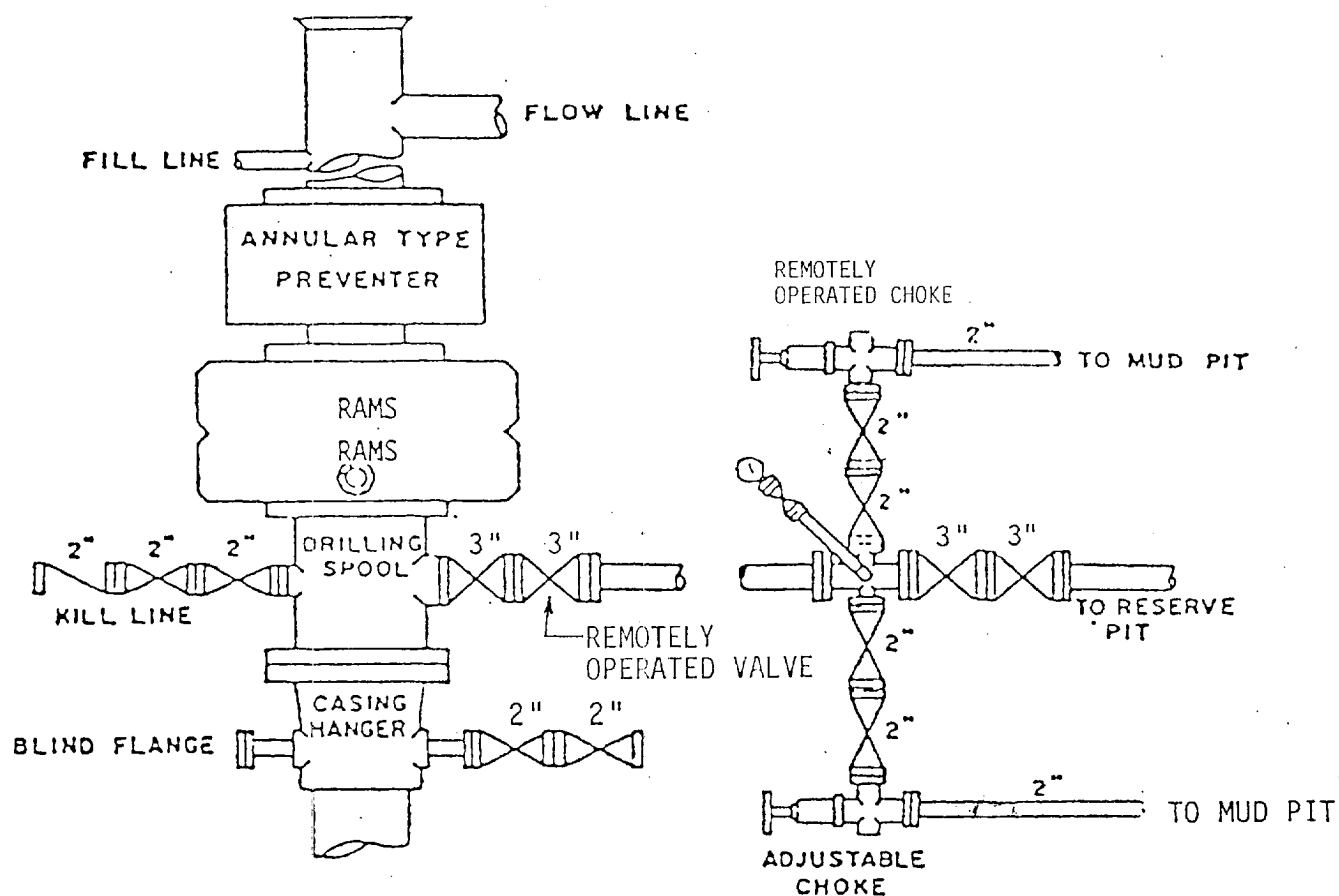 FLOW LINE
FILL LINE
ANNULAR TYPE
PREVENTER
RAMS
RAMS
2" 2" 2"
DRILLING
SPOOL
3" 3"
KILL LINE
REMOTELY
OPERATED VALVE
CASING
HANGER
2" 2"
BLIND FLANGE
REMOTELY
OPERATED CHOKE
2"
TO MUD PIT
2"
2"
3" 3"
TO RESERVE
PIT
2"
2"
2"
TO MUD PIT
ADJUSTABLE
CHOKE